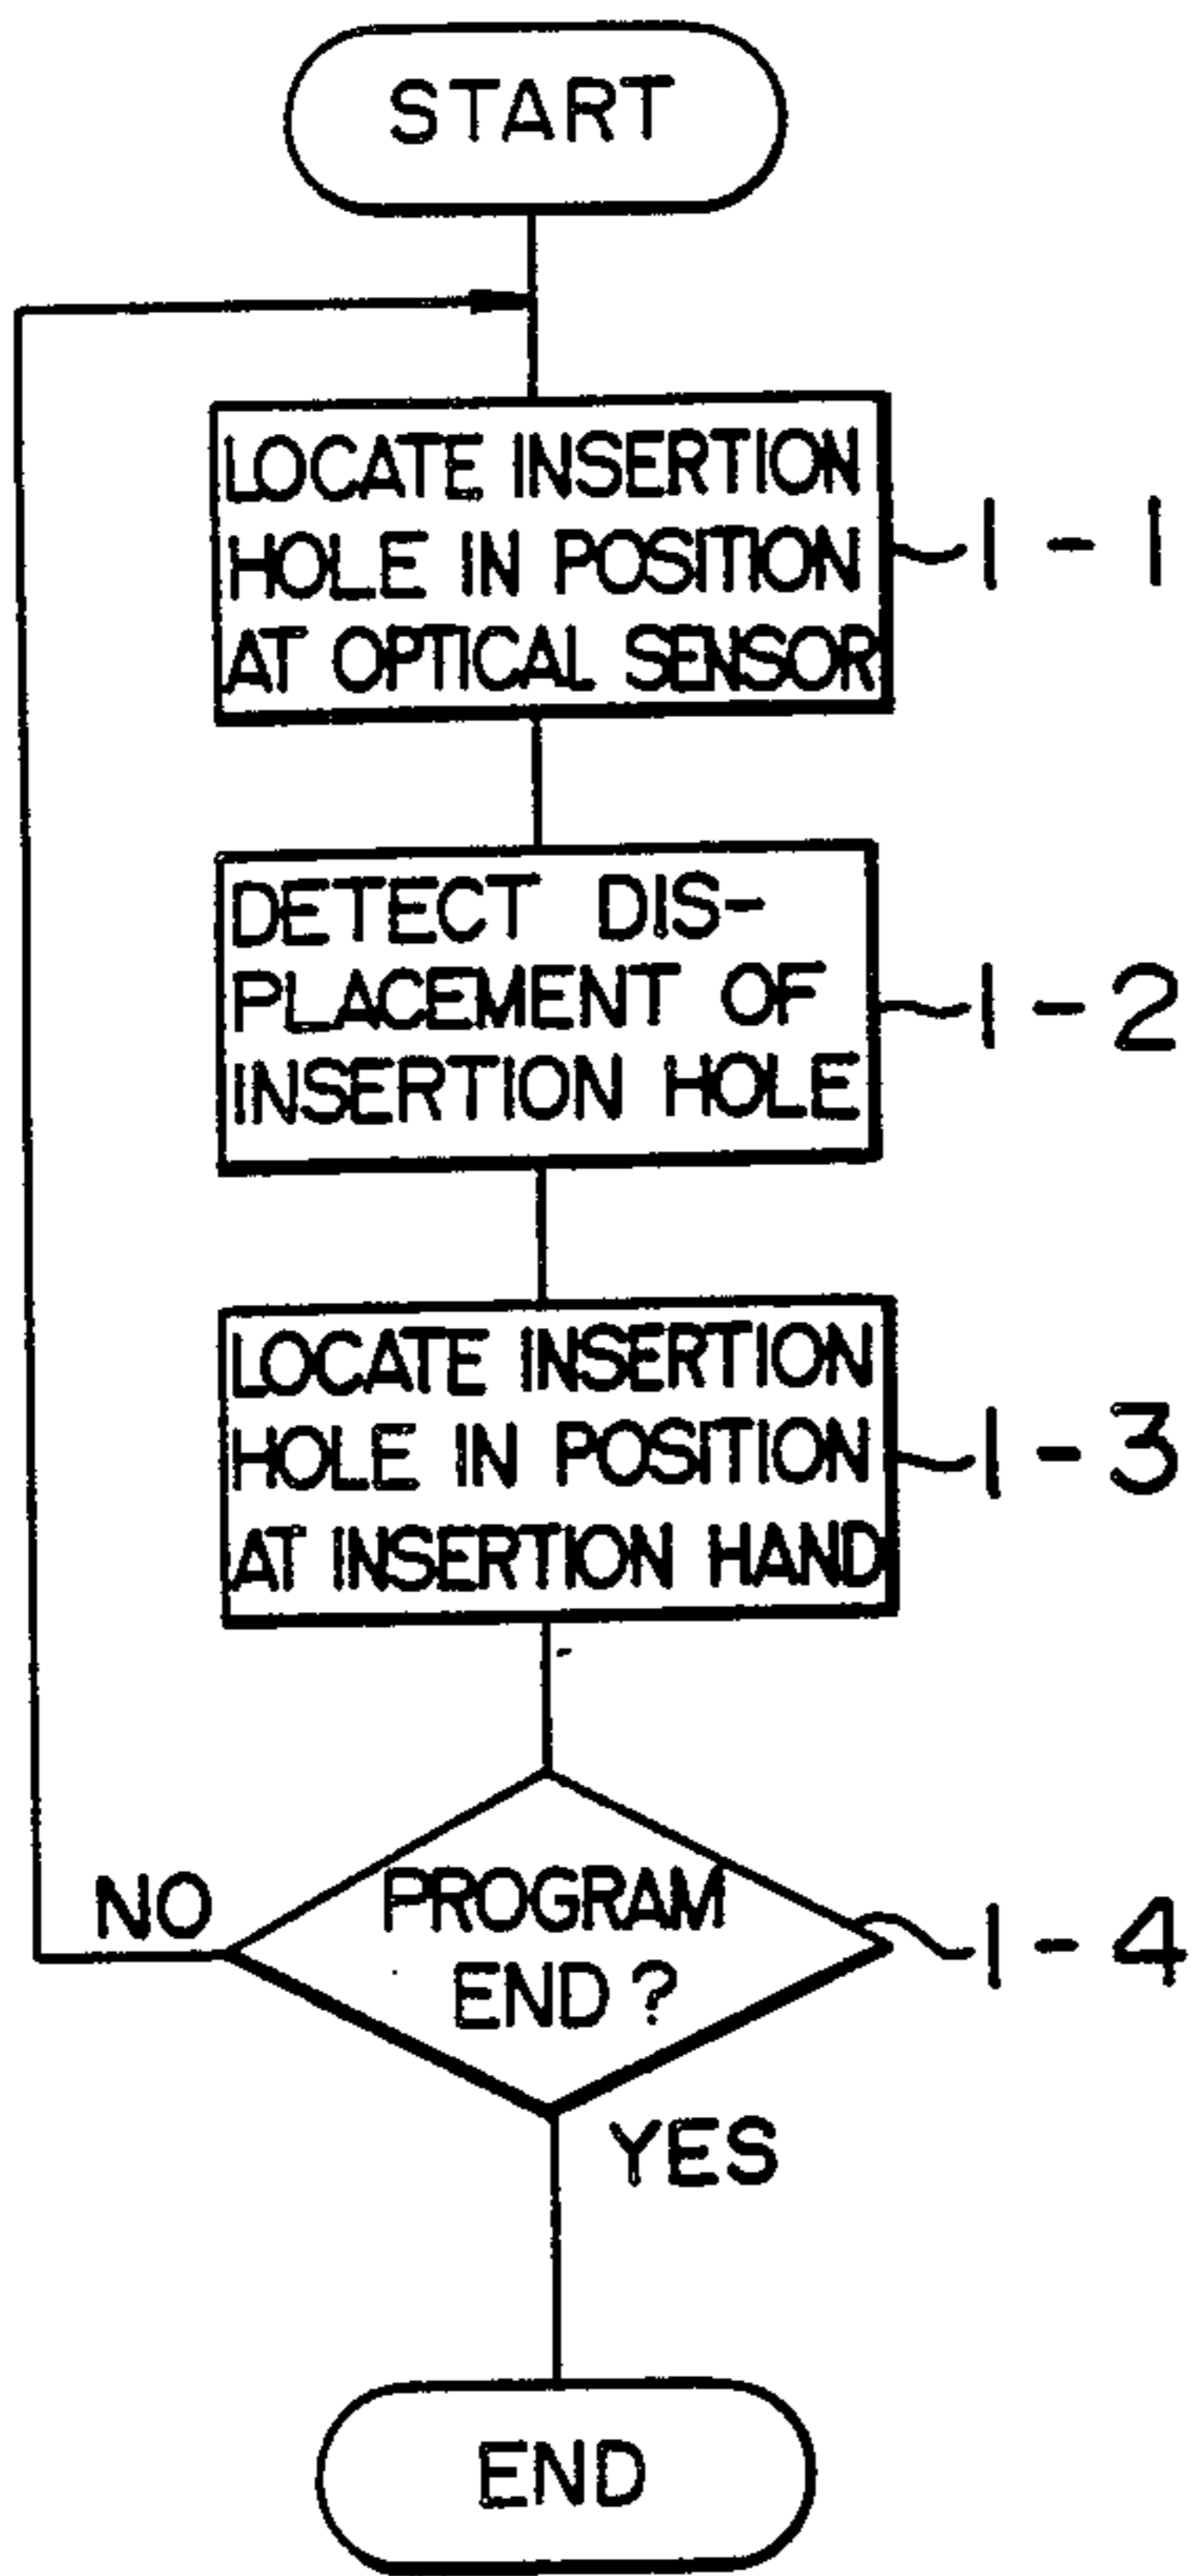 START
LOCATE INSERTION
HOLE IN POSITION
AT OPTICAL SENSOR
1-1
DETECT DIS-
PLACEMENT OF
INSERTION HOLE
1-2
LOCATE INSERTION
HOLE IN POSITION
AT INSERTION HAND
1-3
PROGRAM
END?
1-4
NO
YES
END